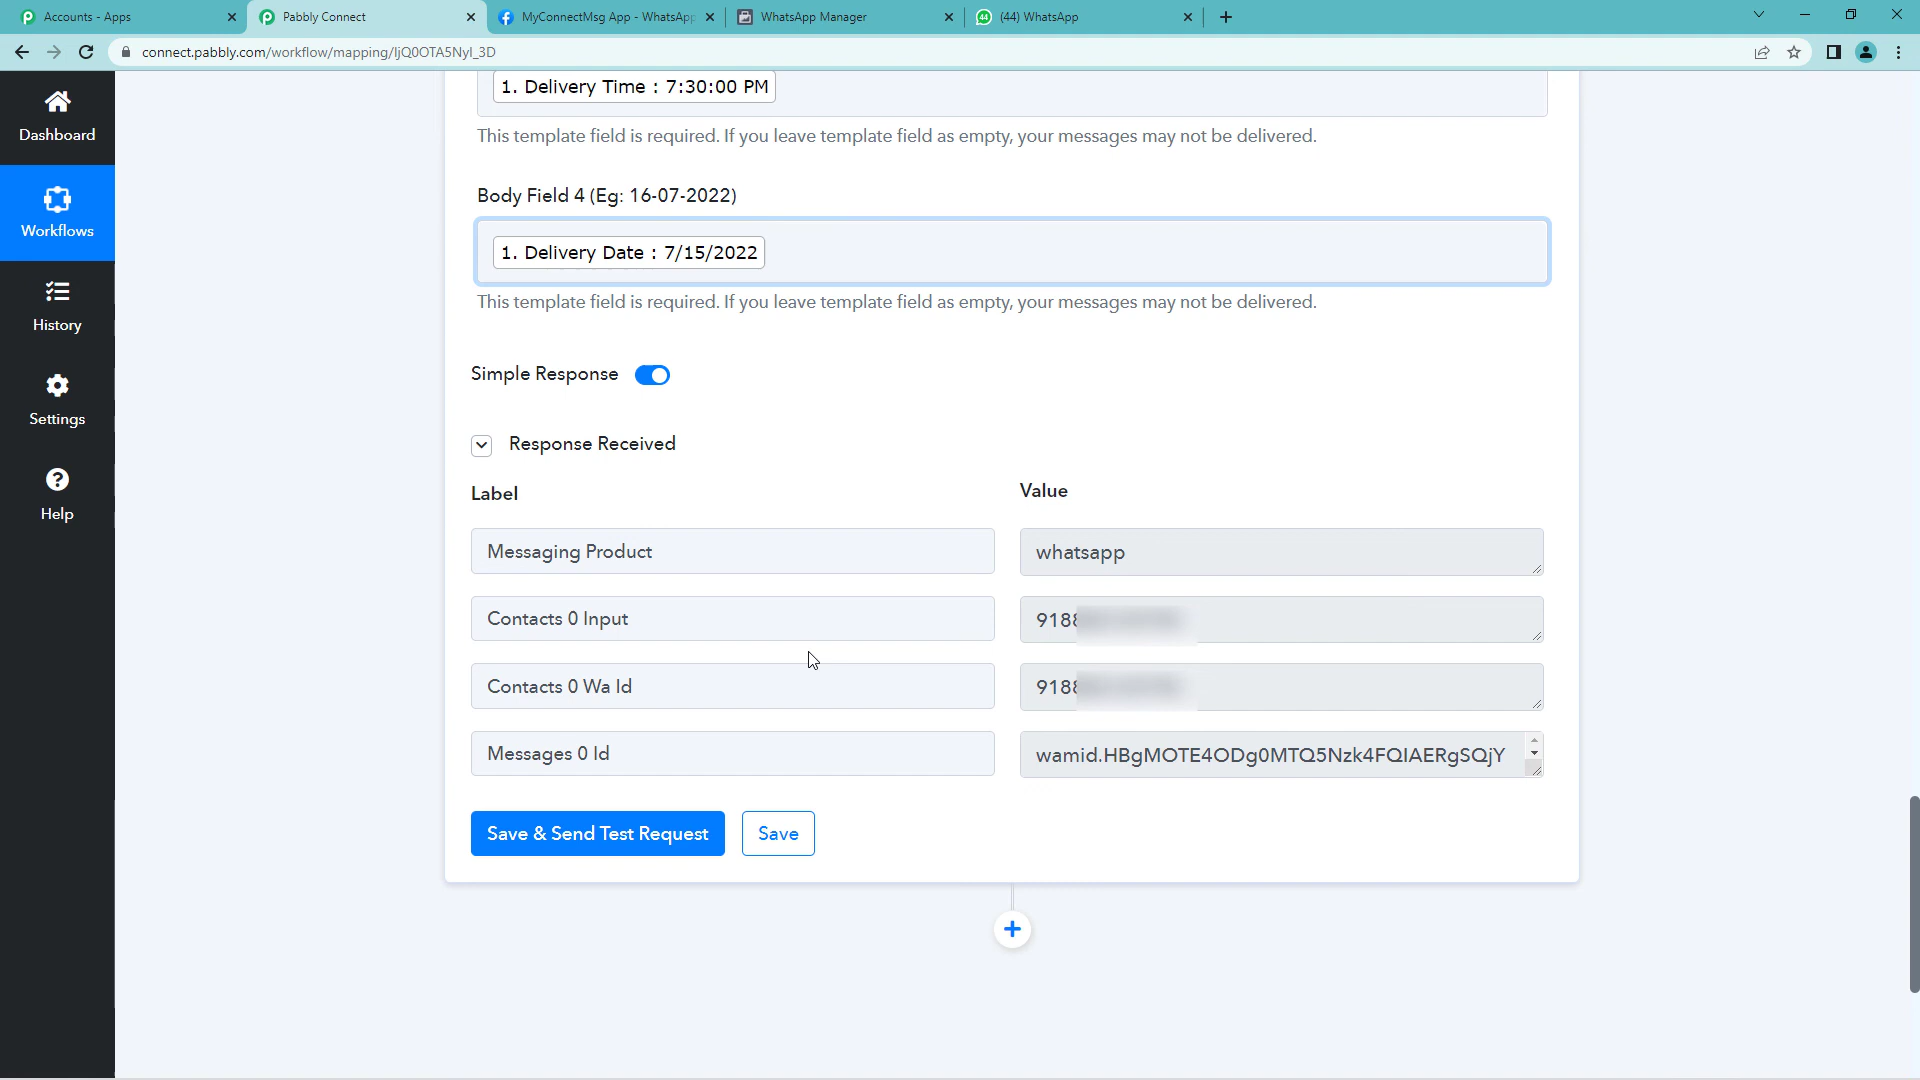 Accounts - Apps
Pabbly Connect
MyConnectMsg App - WhatsApp
WhatsApp Manager
44
(44) WhatsApp
connect.pabbly.com/workflow/mapping/IjQ0OTA5NyI_3D
Dashboard
Workflows
History
Settings
Help
1. Delivery Time : 7:30:00 PM
This template field is required. If you leave template field as empty, your messages may not be delivered.
Body Field 4 (Eg: 16-07-2022)
1. Delivery Date : 7/15/2022
This template field is required. If you leave template field as empty, your messages may not be delivered.
Simple Response
Response Received
Label
Value
Messaging Product
whatsapp
Contacts 0 Input
918
Contacts 0 Wa Id
918
Messages 0 Id
wamid.HBgMOTE4ODg0MTQ5Nzk4FQIAERgSQjY
Save & Send Test Request
Save